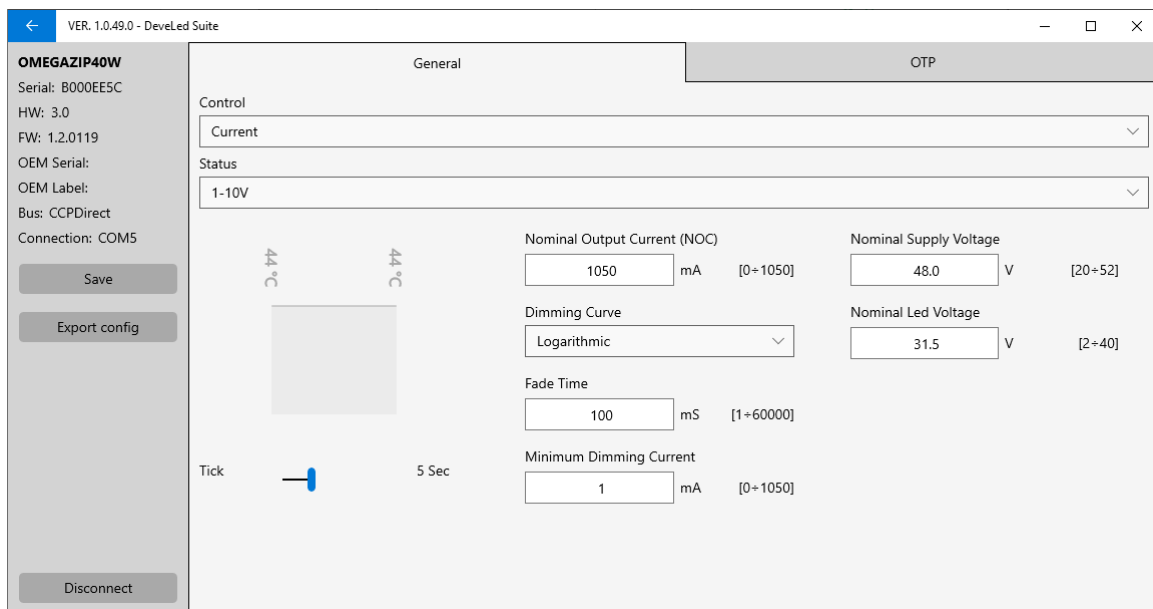 VER. 1.0.49.0 - DeveLed Suite
OMEGAZIP40W
Serial: B000EE5C
HW: 3.0
FW: 1.2.0119
OEM Serial:
OEM Label:
Bus: CCPDirect
Connection: COM5
Save
Export config
Disconnect
General
OTP
Control
Current
Status
1-10V
44°C
44°C
Tick
5 Sec
Nominal Output Current (NOC)
1050 mA [0÷1050]
Dimming Curve
Logarithmic
Fade Time
100 mS [1÷60000]
Minimum Dimming Current
1 mA [0÷1050]
Nominal Supply Voltage
48.0 V [20÷52]
Nominal Led Voltage
31.5 V [2÷40]